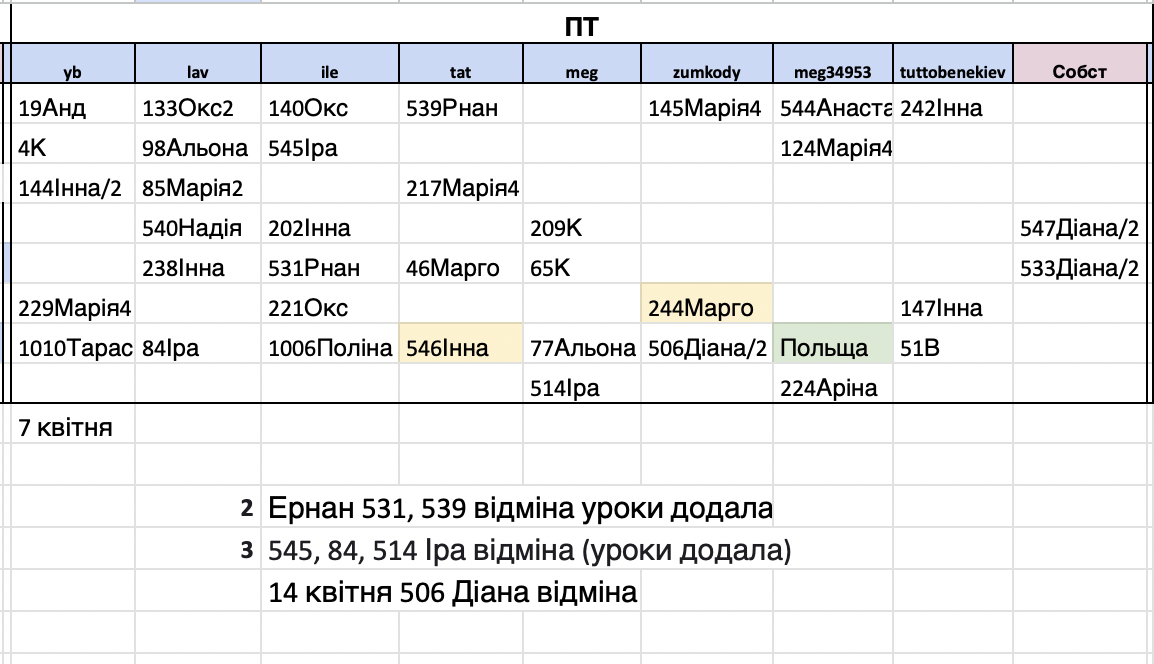 ПТ
yb lav ile tat meg zumkody meg34953 tuttobenekiev Собст
19Анд 133Окс2 140Окс 539Рнан 145Марія4 544Анаста 242Інна
4К 98Альона 545Іра 124Марія4
144Інна/2 85Марія2 217Марія4
540Надія 202Інна 209К 547Діана/2
238Інна 531Рнан 46Марго 65К 533Діана/2
229Марія4 221Окс 244Марго 147Інна
1010Тарас 84Іра 1006Поліна 546Інна 77Альона 506Діана/2 Польща 51В
514Іра 224Аріна
7 квітня
2 Ернан 531, 539 відміна уроки додала
3 545, 84, 514 Іра відміна (уроки додала)
14 квітня 506 Діана відміна